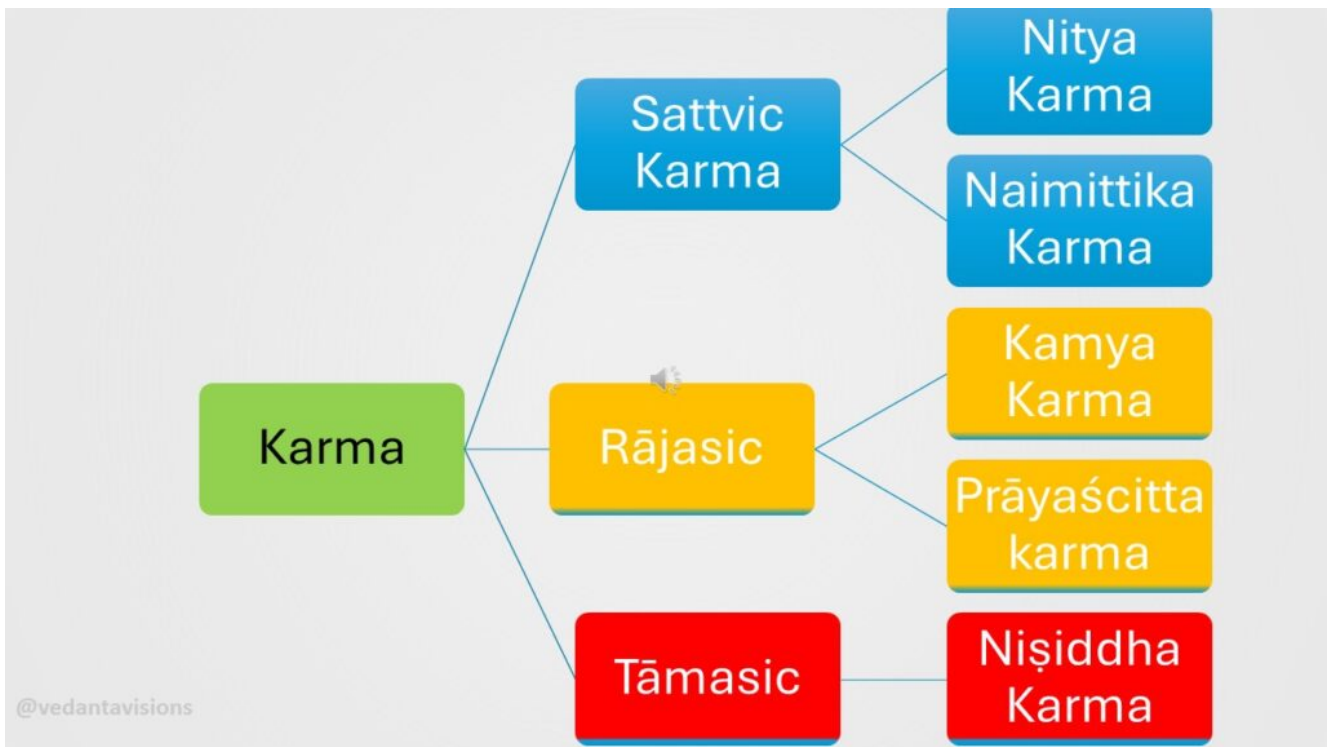 Nitya
Karma
Sattvic
Karma
Naimittika
Karma
Kamya
Karma
Karma
Rājasic
Prāyaścitta
karma
Tāmasic
Niṣiddha
Karma
@vedantavisions